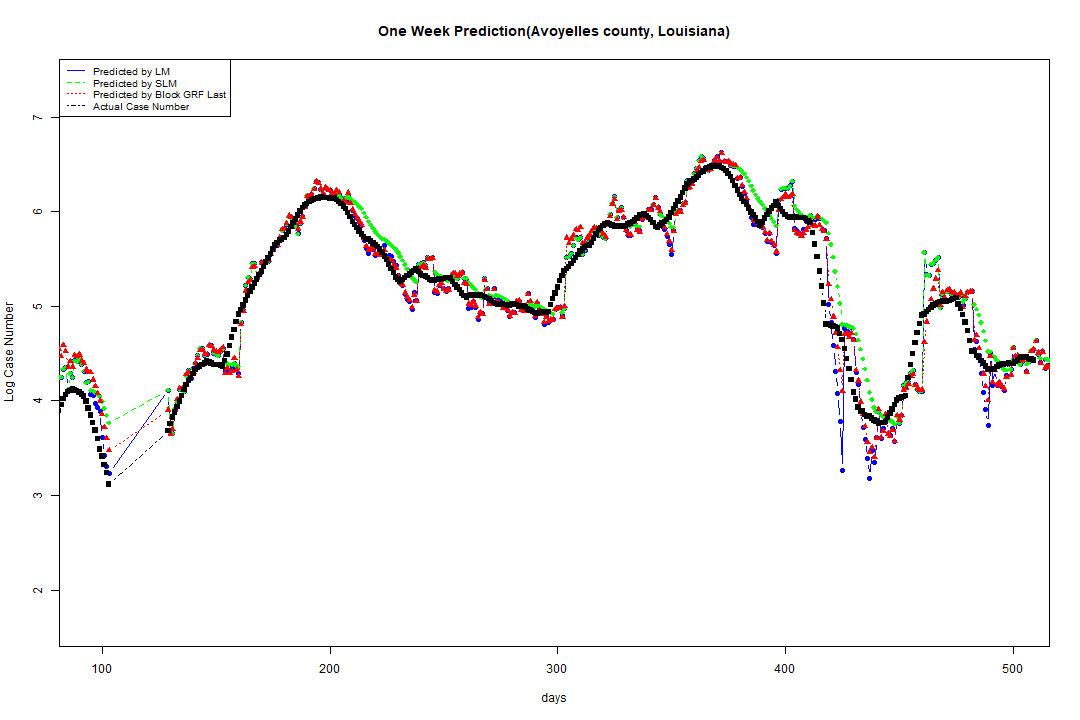 One Week Prediction(Avoyelles county, Louisiana)
Predicted by LM
Predicted by SLM
Predicted by Block GRF Last
Actual Case Number
Log Case Number
7
6
5
4
3
2
100 200 300 400 500
days